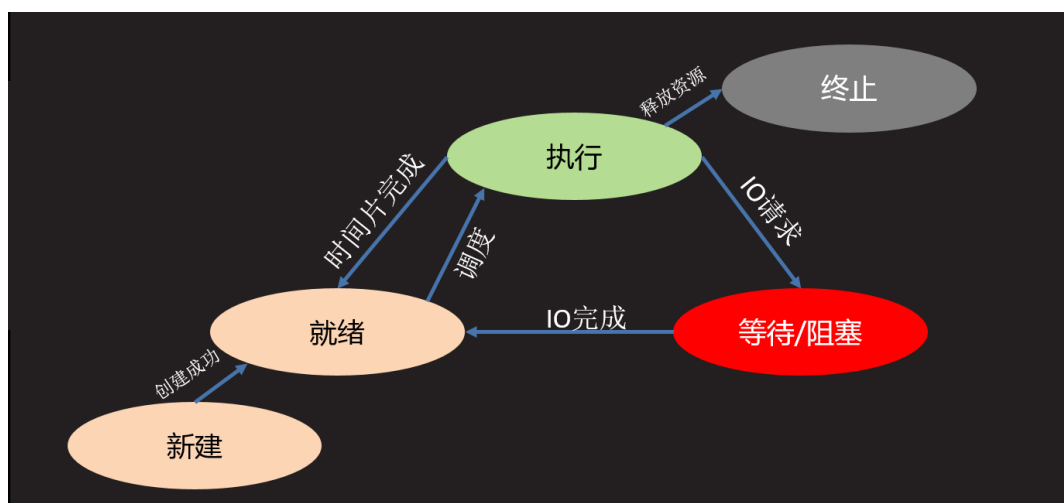 终止
释放资源
执行
时间片完成
调度
IO请求
就绪
IO完成
等待/阻塞
创建成功
新建